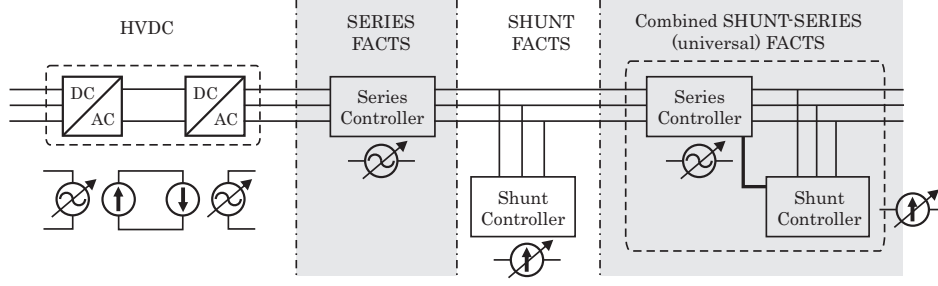 HVDC
SERIES
FACTS
SHUNT
FACTS
Combined SHUNT-SERIES
(universal) FACTS
DC
AC
DC
AC
Series
Controller
Shunt
Controller
Series
Controller
Shunt
Controller